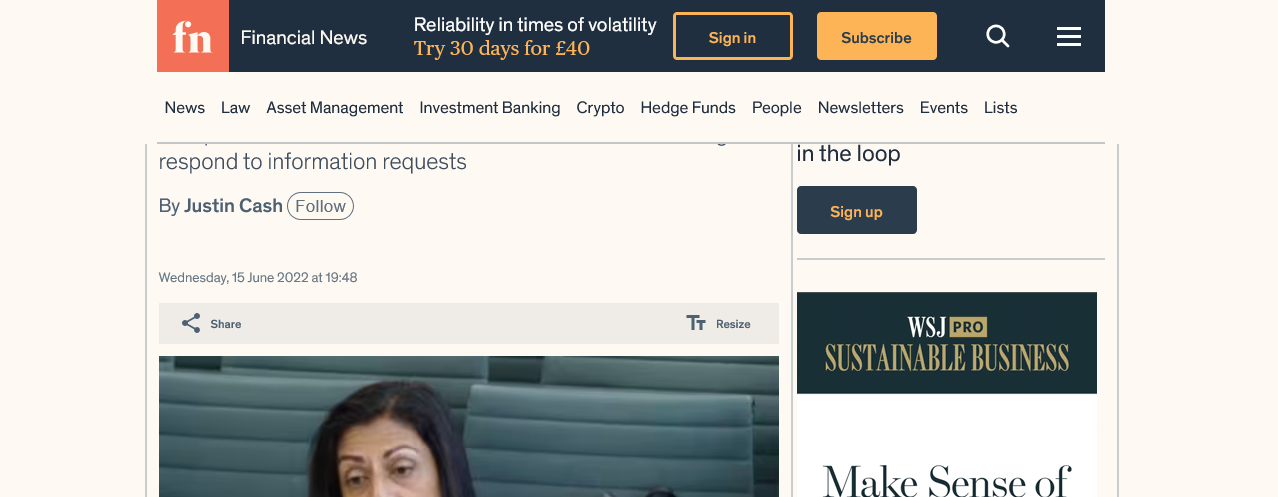 fn
Financial News
Reliability in times of volatility
Try 30 days for £40
Sign in
Subscribe
News Law Asset Management Investment Banking Crypto Hedge Funds People Newsletters Events Lists
respond to information requests
By Justin Cash Follow
Wednesday, 15 June 2022 at 19:48
Share
Resize
in the loop
Sign up
WSJ PRO
SUSTAINABLE BUSINESS
Make Sense of